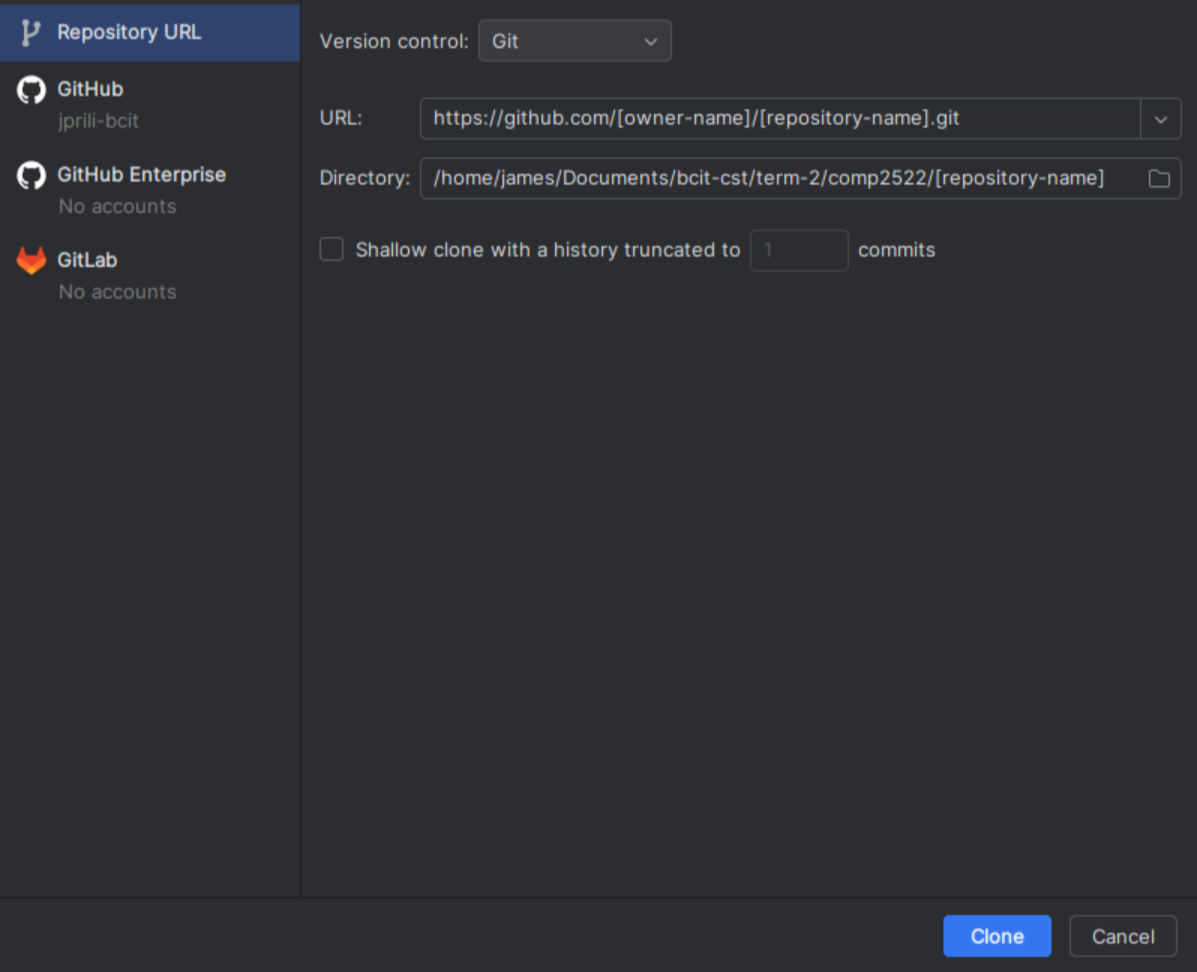 Repository URL
GitHub
jprili-bcit
GitHub Enterprise
No accounts
GitLab
No accounts
Version control: Git
URL: https://github.com/[owner-name]/[repository-name].git
Directory: /home/james/Documents/bcit-cst/term-2/comp2522/[repository-name]
Shallow clone with a history truncated to 1 commits
Clone Cancel